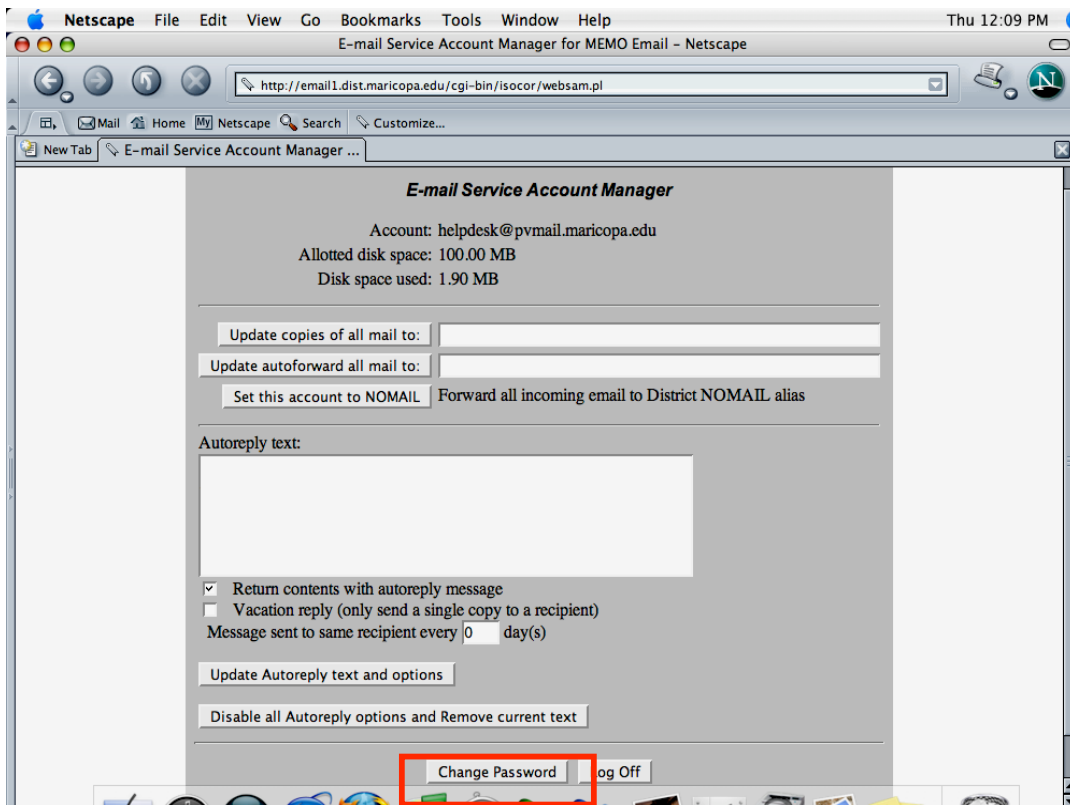 Netscape File Edit View Go Bookmarks Tools Window Help Thu 12:09 PM
E-mail Service Account Manager for MEMO Email – Netscape
http://email1.dist.maricopa.edu/cgi-bin/isocor/websam.pl
N
Mail Home My Netscape Search Customize...
New Tab E-mail Service Account Manager ...
E-mail Service Account Manager
Account: helpdesk@pvmail.maricopa.edu
Allotted disk space: 100.00 MB
Disk space used: 1.90 MB
Update copies of all mail to:
Update autoforward all mail to:
Set this account to NOMAIL Forward all incoming email to District NOMAIL alias
Autoreply text:
Return contents with autoreply message
Vacation reply (only send a single copy to a recipient)
Message sent to same recipient every 0 day(s)
Update Autoreply text and options
Disable all Autoreply options and Remove current text
Change Password og Off